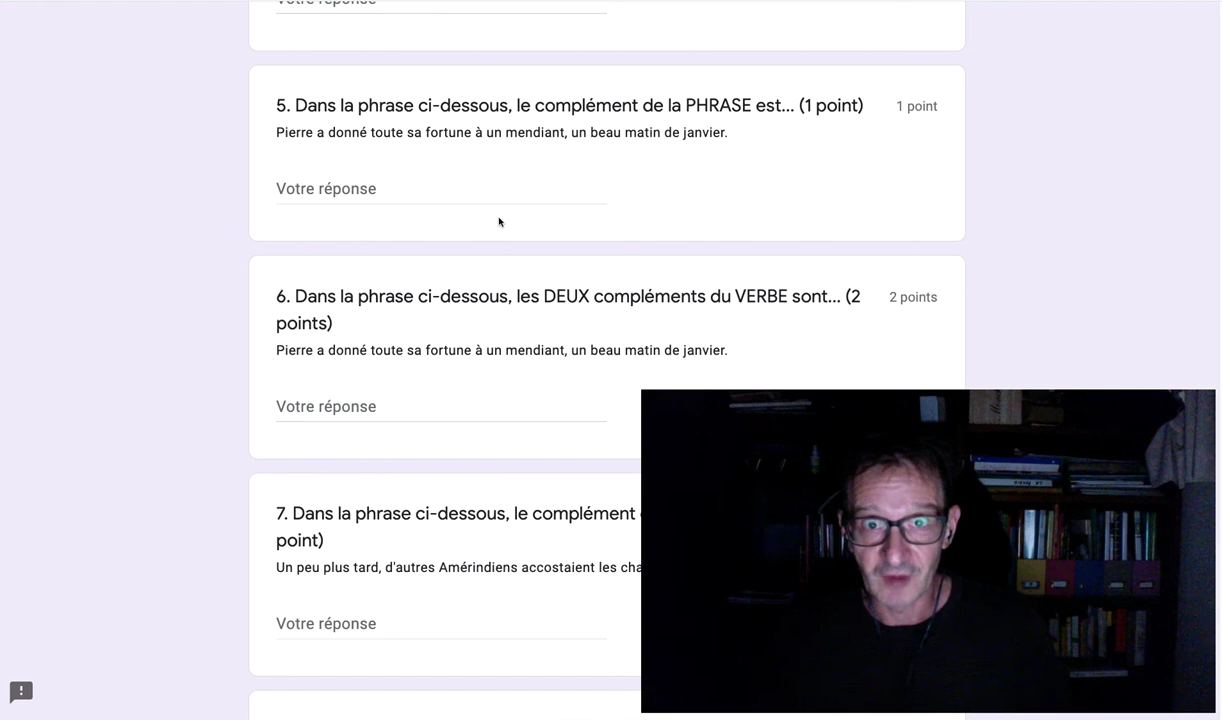 Votre réponse
5. Dans la phrase ci-dessous, le complément de la PHRASE est... (1 point)
1 point
Pierre a donné toute sa fortune à un mendiant, un beau matin de janvier.
Votre réponse
6. Dans la phrase ci-dessous, les DEUX compléments du VERBE sont... (2
2 points
points)
Pierre a donné toute sa fortune à un mendiant, un beau matin de janvier.
Votre réponse
7. Dans la phrase ci-dessous, le complément
point)
Un peu plus tard, d'autres Amérindiens accostaient les
Votre réponse